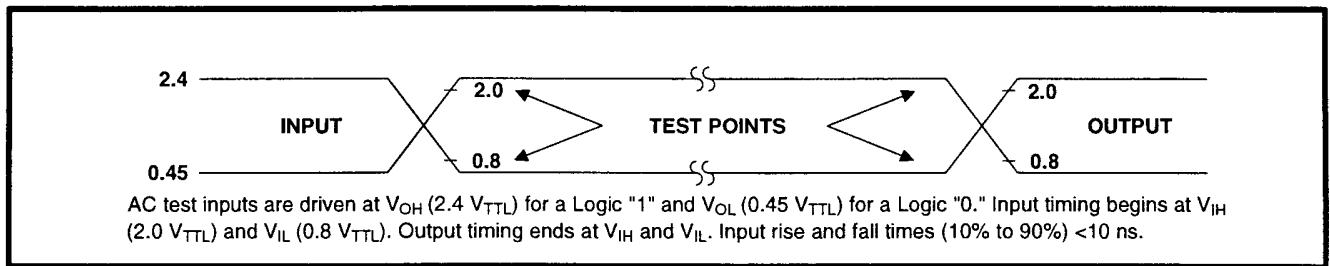 2.4
2.0
2.0
INPUT
TEST POINTS
OUTPUT
0.8
0.8
0.45
AC test inputs are driven at VOH (2.4 VTTL) for a Logic "1" and VOL (0.45 VTTL) for a Logic "0." Input timing begins at VIH
(2.0 VTTL) and VIL (0.8 VTTL). Output timing ends at VIH and VIL. Input rise and fall times (10% to 90%) <10 ns.